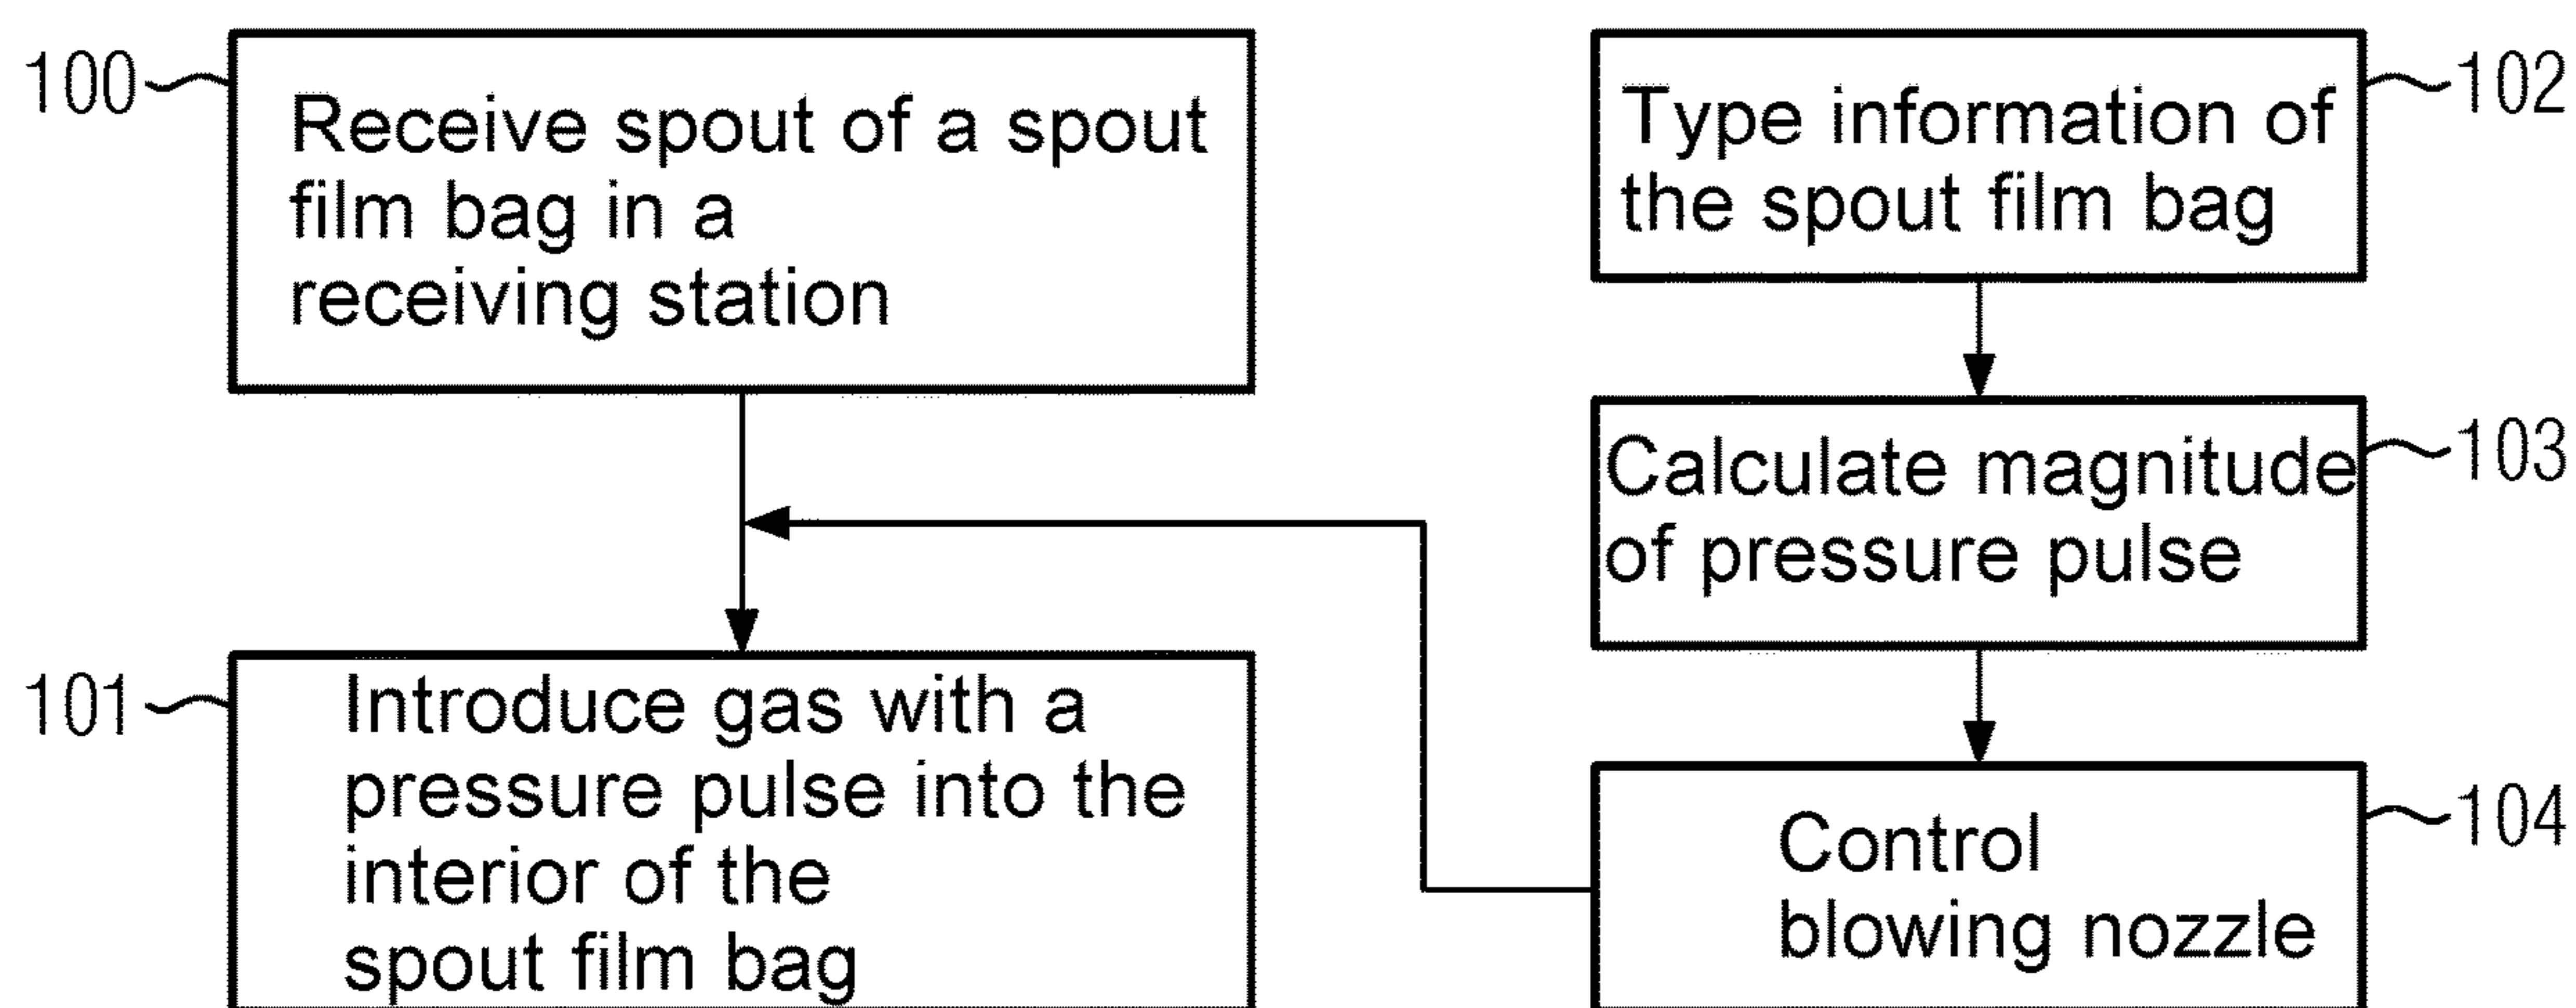 100
Receive spout of a spout
film bag in a
receiving station
101
Introduce gas with a
pressure pulse into the
interior of the
spout film bag
102
Type information of
the spout film bag
103
Calculate magnitude
of pressure pulse
104
Control
blowing nozzle